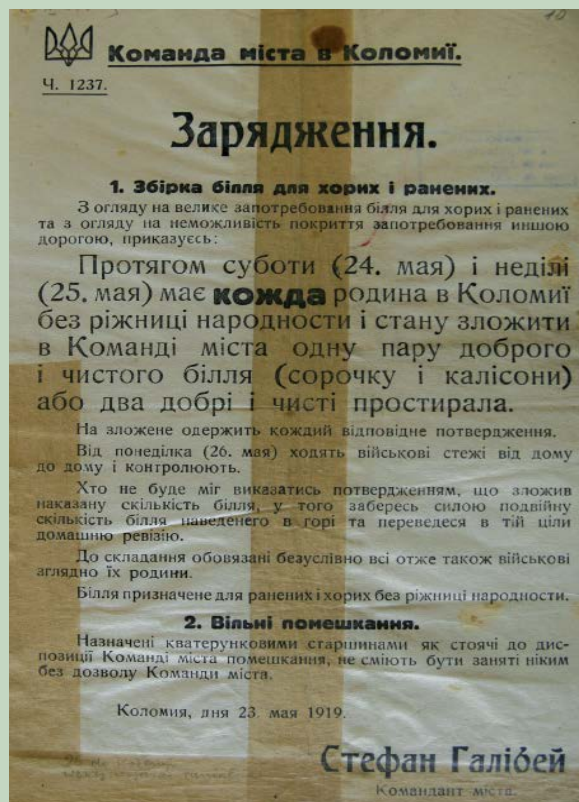 10
Команда міста в Коломиї.
Ч. 1237.
Зарядження.
1. Збірка білля для хорих і ранених.
З огляду на велике запотребовання білля для хорих і ранених
та з огляду на неможливість покриття запотребовання иншою
дорогою, приказуєсь:
Протягом суботи (24. мая) і неділі
(25. мая) має кожда родина в Коломиї
без ріжниці народности і стану зложити
в Команді міста одну пару доброго
і чистого білля (сорочку і калісони)
або два добрі і чисті простирала.
На зложене одержить кождий відповідне потвердження.
Від понеділка (26. мая) ходять військові стежі від дому
до дому і контролюють.
Хто не буде міг виказатись потвердженням, що зложив
наказану скількість білля, у того забересь силою подвійну
скількість білля наведеного в горі та переведеся в тій ціли
домашню ревізію.
До складання обовязані безуслівно всі отже також військові
зглядно їх родини.
Білля призначене для ранених і хорих без ріжниці народности.
2. Вільні помешкання.
Назначені кватерунковими старшинами як стоячі до дис-
позиції Команді міста помешкання, не сміють бути заняті ніким
без дозволу Команди міста.
Коломия, дня 23. мая 1919.
Стефан Галібей
Командант міста.